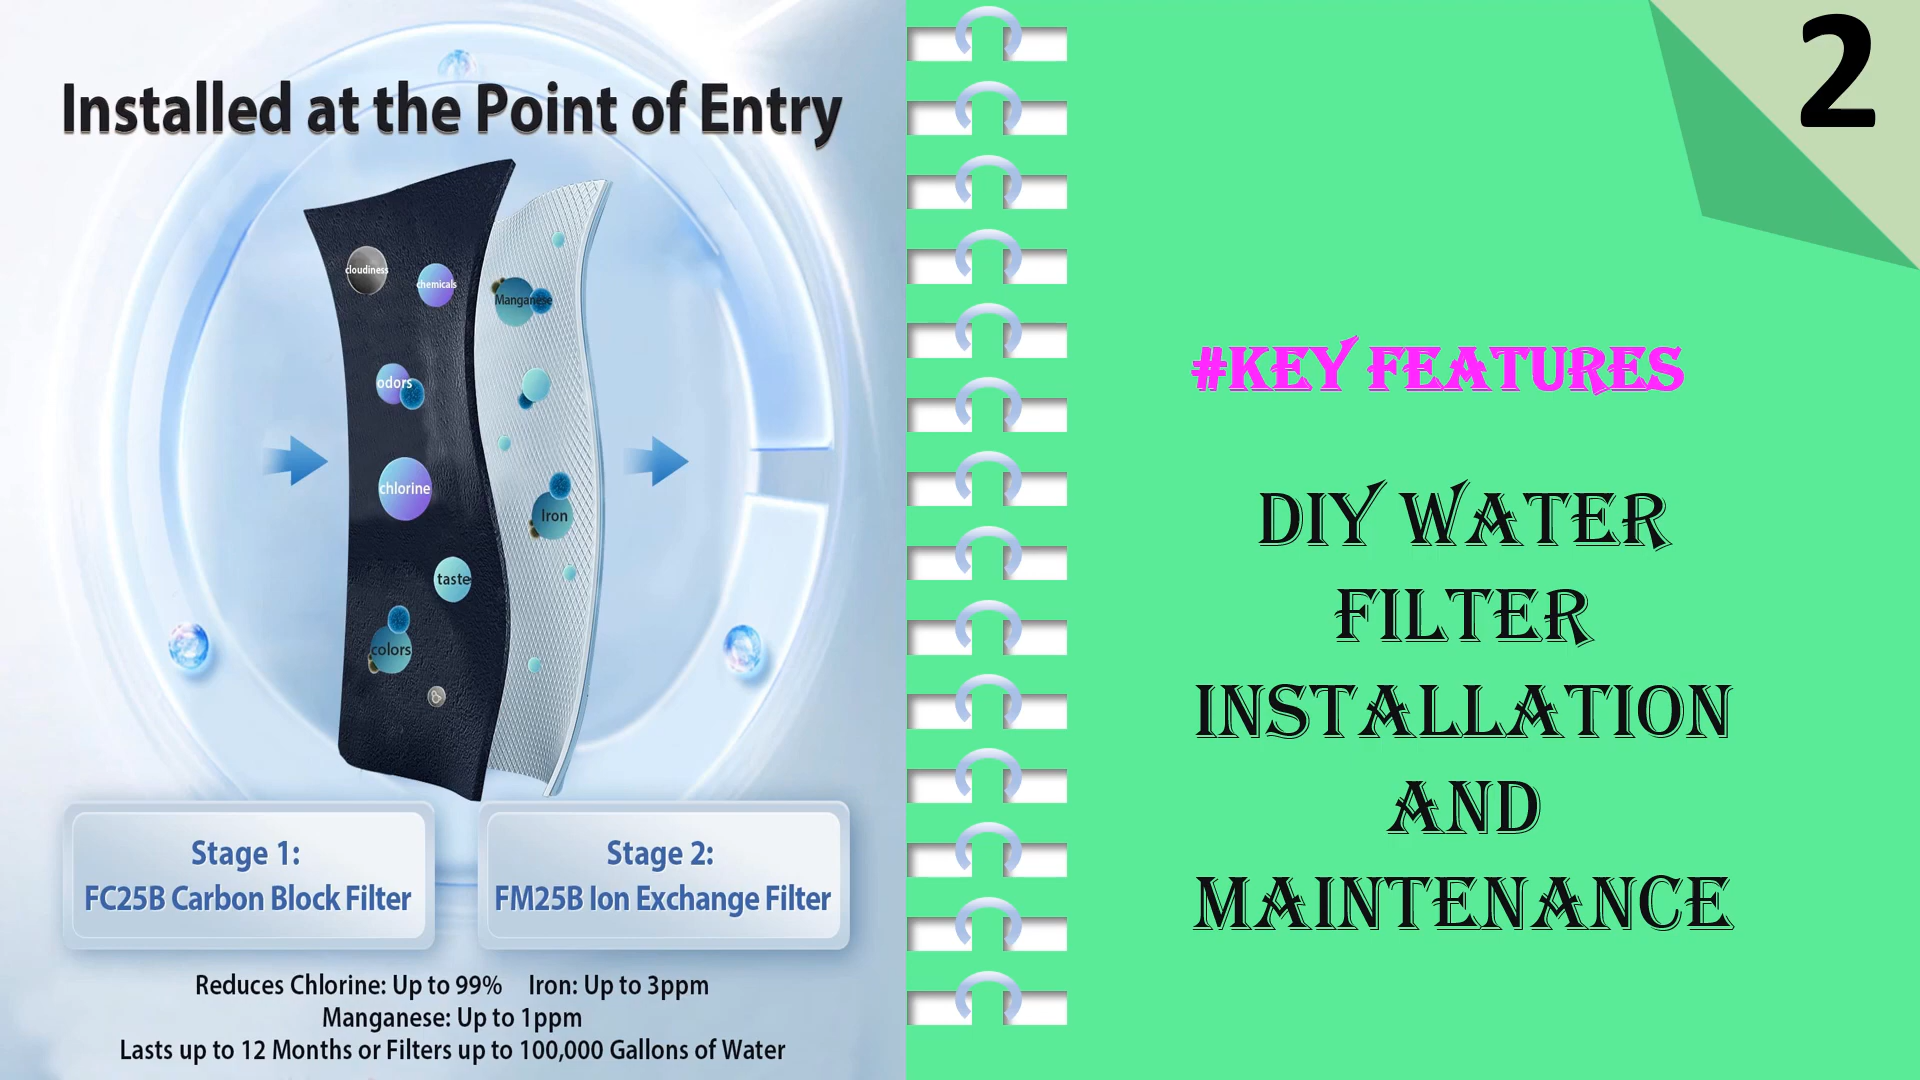 Installed at the Point of Entry
cloudiness
chemicals
Manganese
odors
chlorine
Iron
taste
colors
Stage 1:
FC25B Carbon Block Filter
Stage 2:
FM25B Ion Exchange Filter
Reduces Chlorine: Up to 99% Iron: Up to 3ppm
Manganese: Up to 1ppm
Lasts up to 12 Months or Filters up to 100,000 Gallons of Water
2
#KEY FEATURES
DIY WATER
FILTER
INSTALLATION
AND
MAINTENANCE